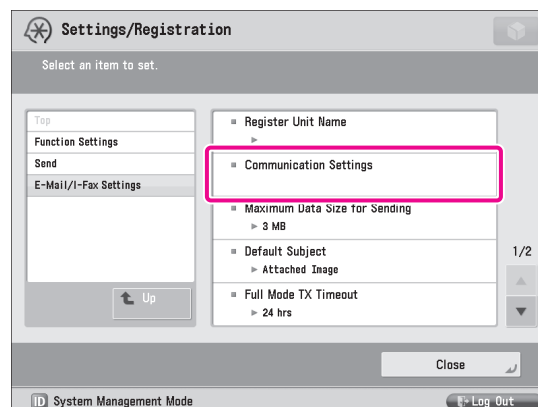 Settings/Registration
Select an item to set.
Top
Function Settings
Send
E-Mail/I-Fax Settings
Up
Register Unit Name
Communication Settings
Maximum Data Size for Sending
3 MB
Default Subject
Attached Image
Full Mode TX Timeout
24 hrs
1/2
Close
ID System Management Mode
Log Out